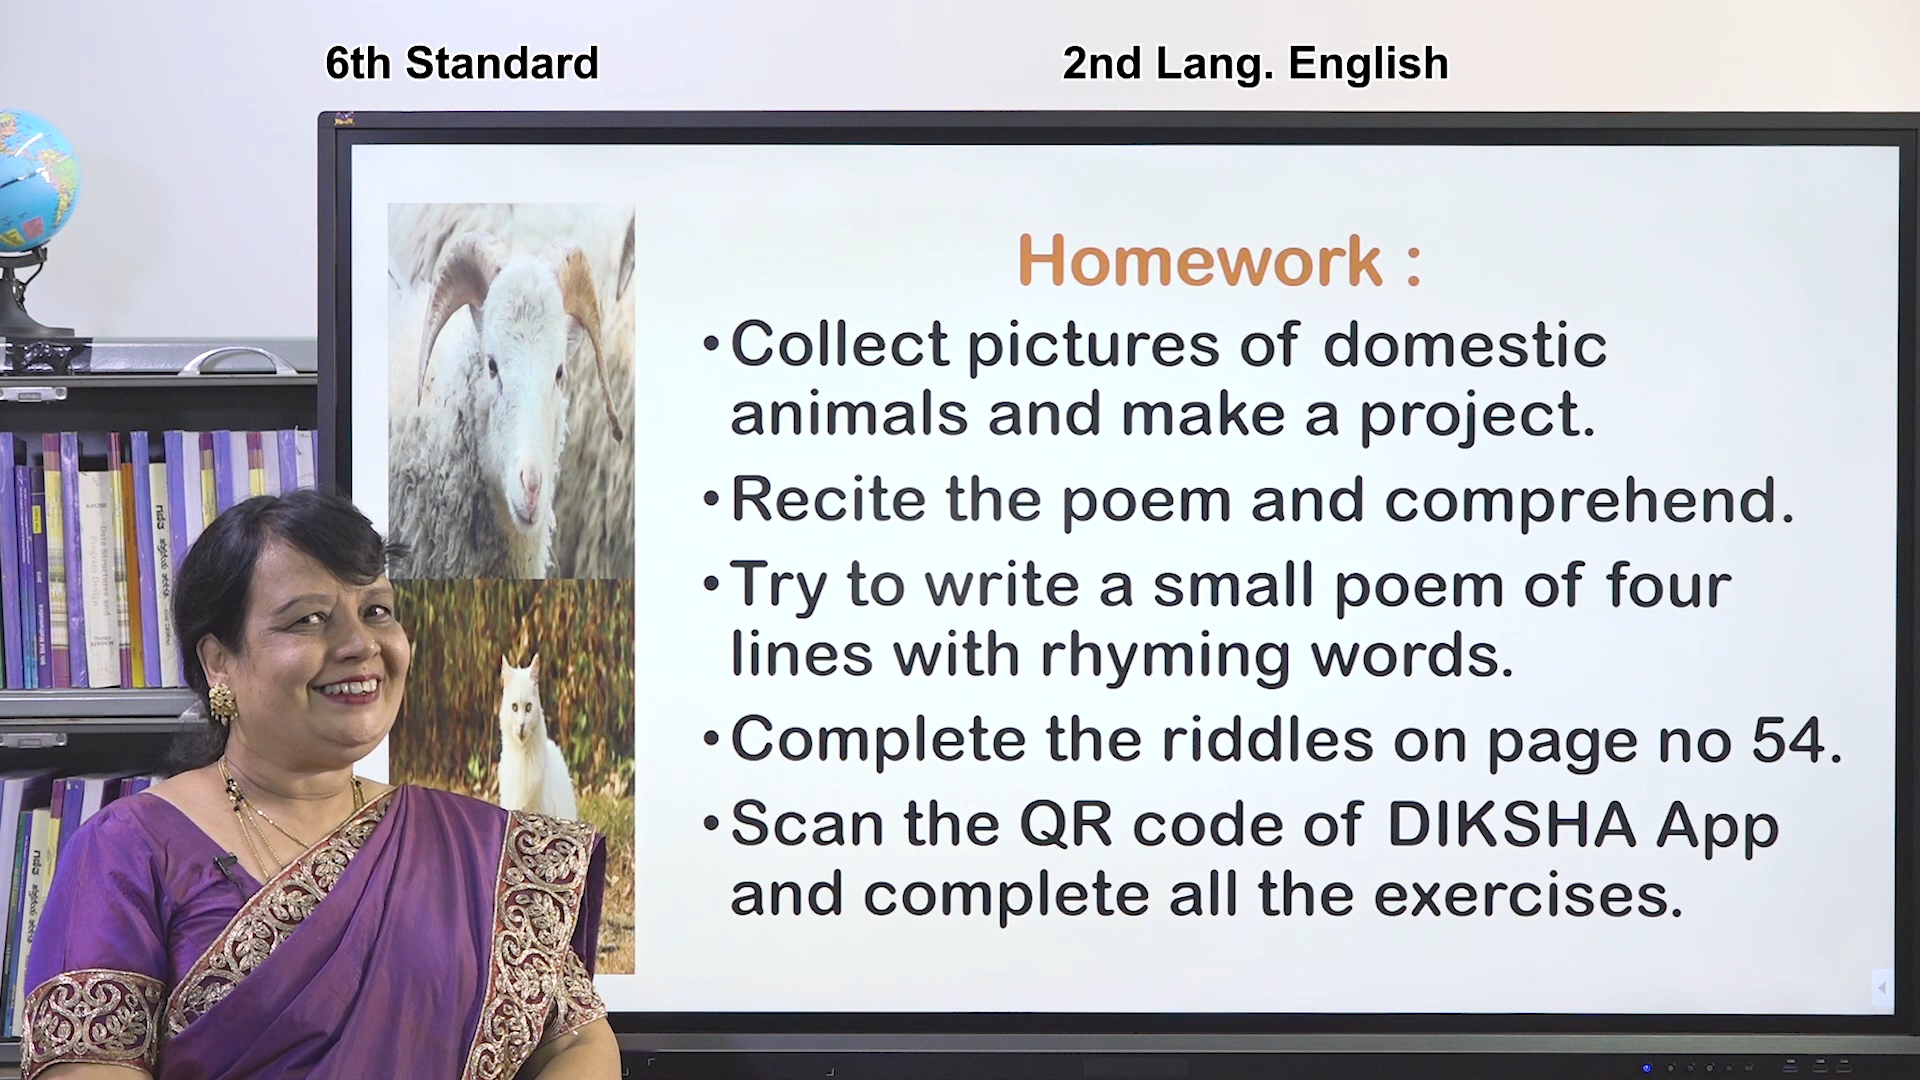 6th Standard
2nd Lang. English
Homework :
•Collect pictures of domestic
animals and make a project.
•Recite the poem and comprehend.
•Try to write a small poem of four
lines with rhyming words.
•Complete the riddles on page no 54.
•Scan the QR code of DIKSHA App
and complete all the exercises.